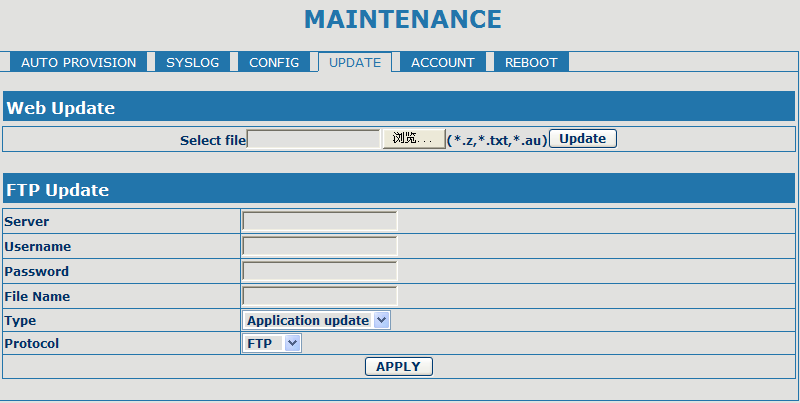 MAINTENANCE
AUTO PROVISION SYSLOG CONFIG UPDATE ACCOUNT REBOOT
Web Update
Select file 浏览... (*.z,*.txt,*.au) Update
FTP Update
Server
Username
Password
File Name
Type Application update
Protocol FTP
APPLY